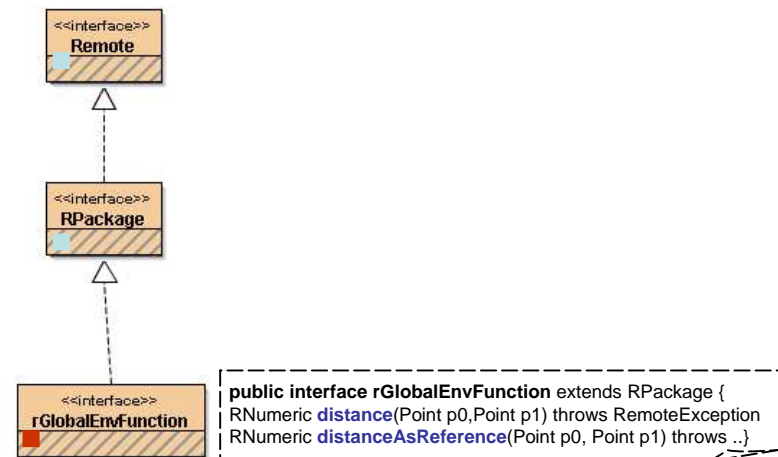 <<interface>>
Remote
<<interface>>
RPackage
<<interface>>
rGlobalEnvFunction
public interface rGlobalEnvFunction extends RPackage {
RNumeric distance(Point p0,Point p1) throws RemoteException
RNumeric distanceAsReference(Point p0, Point p1) throws ..}